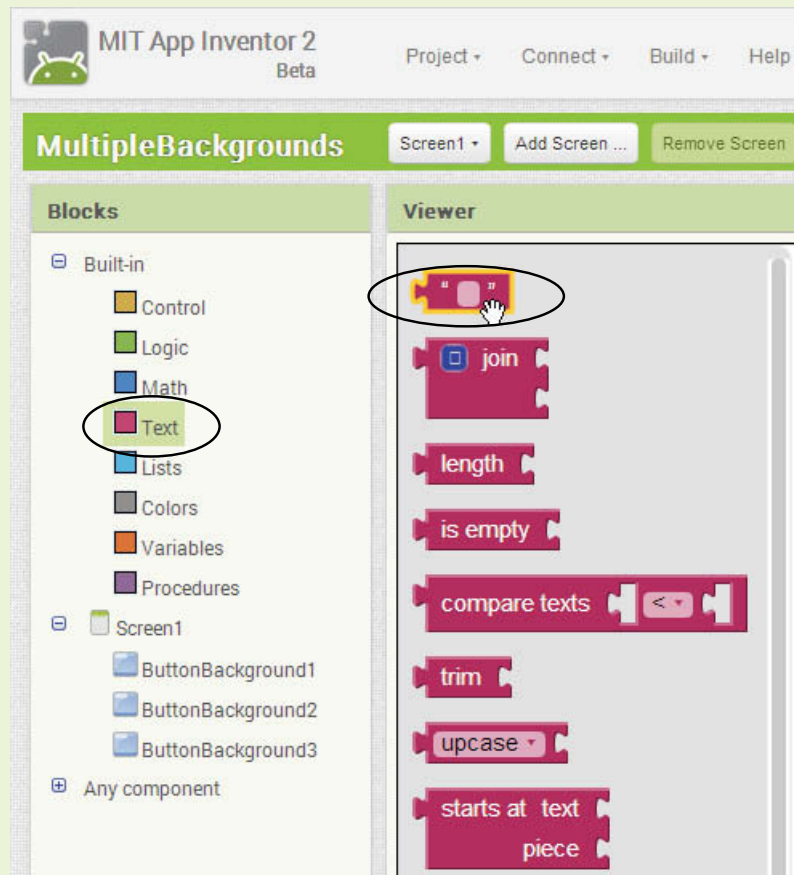 MIT App Inventor 2
Beta
Project Connect Build Help
MultipleBackgrounds
Screen1 Add Screen ... Remove Screen
Blocks
Built-in
Control
Logic
Math
Text
Lists
Colors
Variables
Procedures
Screen1
ButtonBackground1
ButtonBackground2
ButtonBackground3
Any component
Viewer
“ ”
join
length
is empty
compare texts <
trim
upcase
starts at text
piece